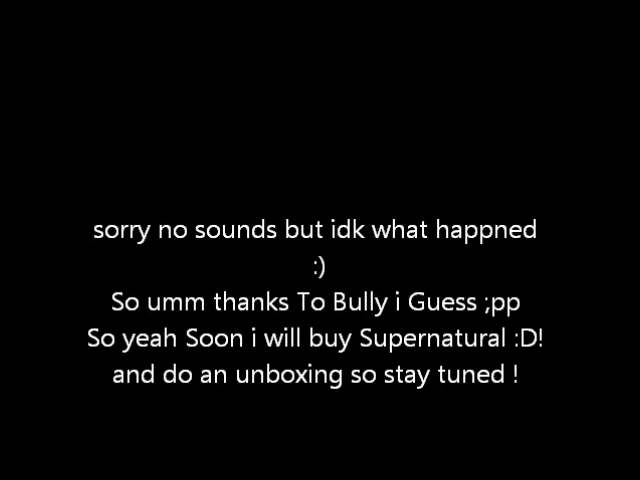 sorry no sounds but idk what happned
:)
So umm thanks To Bully i Guess ;pp
So yeah Soon i will buy Supernatural :D!
and do an unboxing so stay tuned !